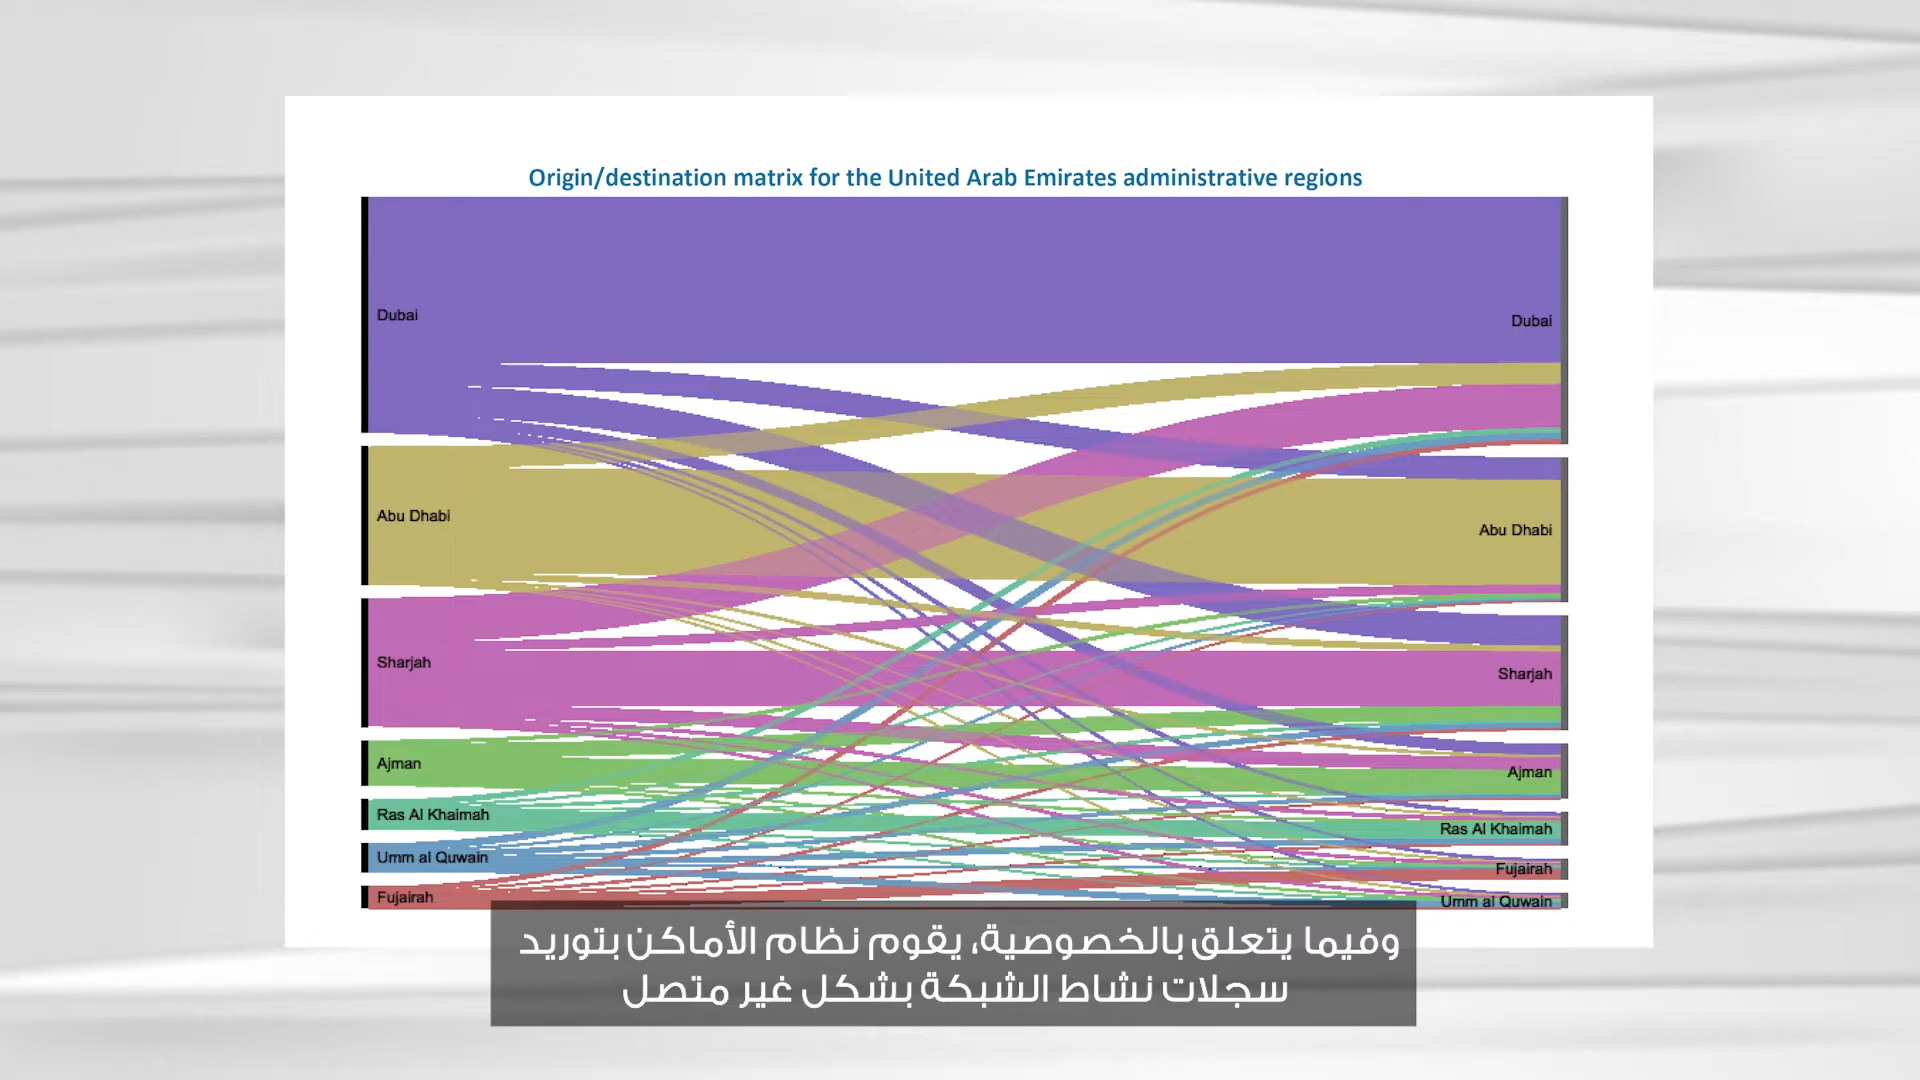 Origin/destination matrix for the United Arab Emirates administrative regions
Dubai
Abu Dhabi
Sharjah
Ajman
Ras Al Khaimah
Umm al Quwain
Fujairah
Dubai
Abu Dhabi
Sharjah
Ajman
Ras Al Khaimah
Fujairah
Umm al Quwain
وفيما يتعلق بالخصوصية، يقوم نظام الأماكن بتوريد
سجلات نشاط الشبكة بشكل غير متصل